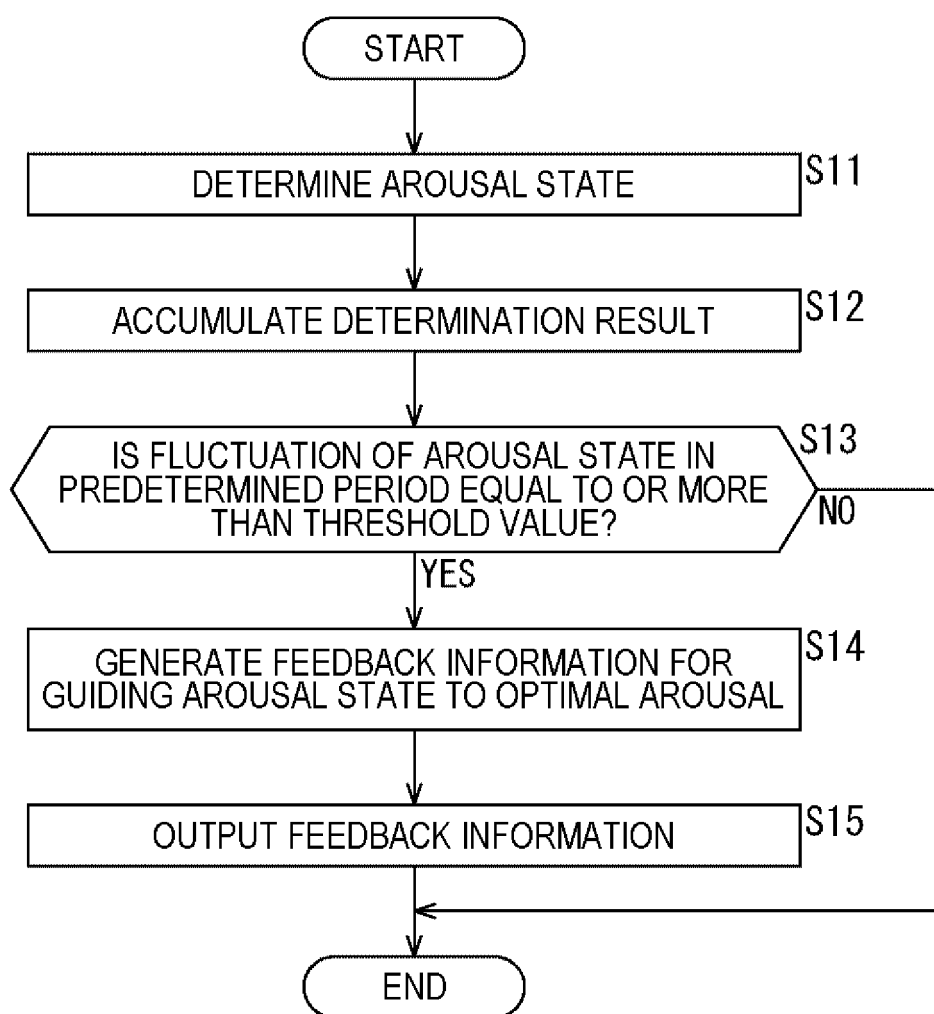 START
DETERMINE AROUSAL STATE
S11
ACCUMULATE DETERMINATION RESULT
S12
IS FLUCTUATION OF AROUSAL STATE IN
PREDETERMINED PERIOD EQUAL TO OR MORE
THAN THRESHOLD VALUE?
S13
NO
YES
GENERATE FEEDBACK INFORMATION FOR
GUIDING AROUSAL STATE TO OPTIMAL AROUSAL
S14
OUTPUT FEEDBACK INFORMATION
S15
END